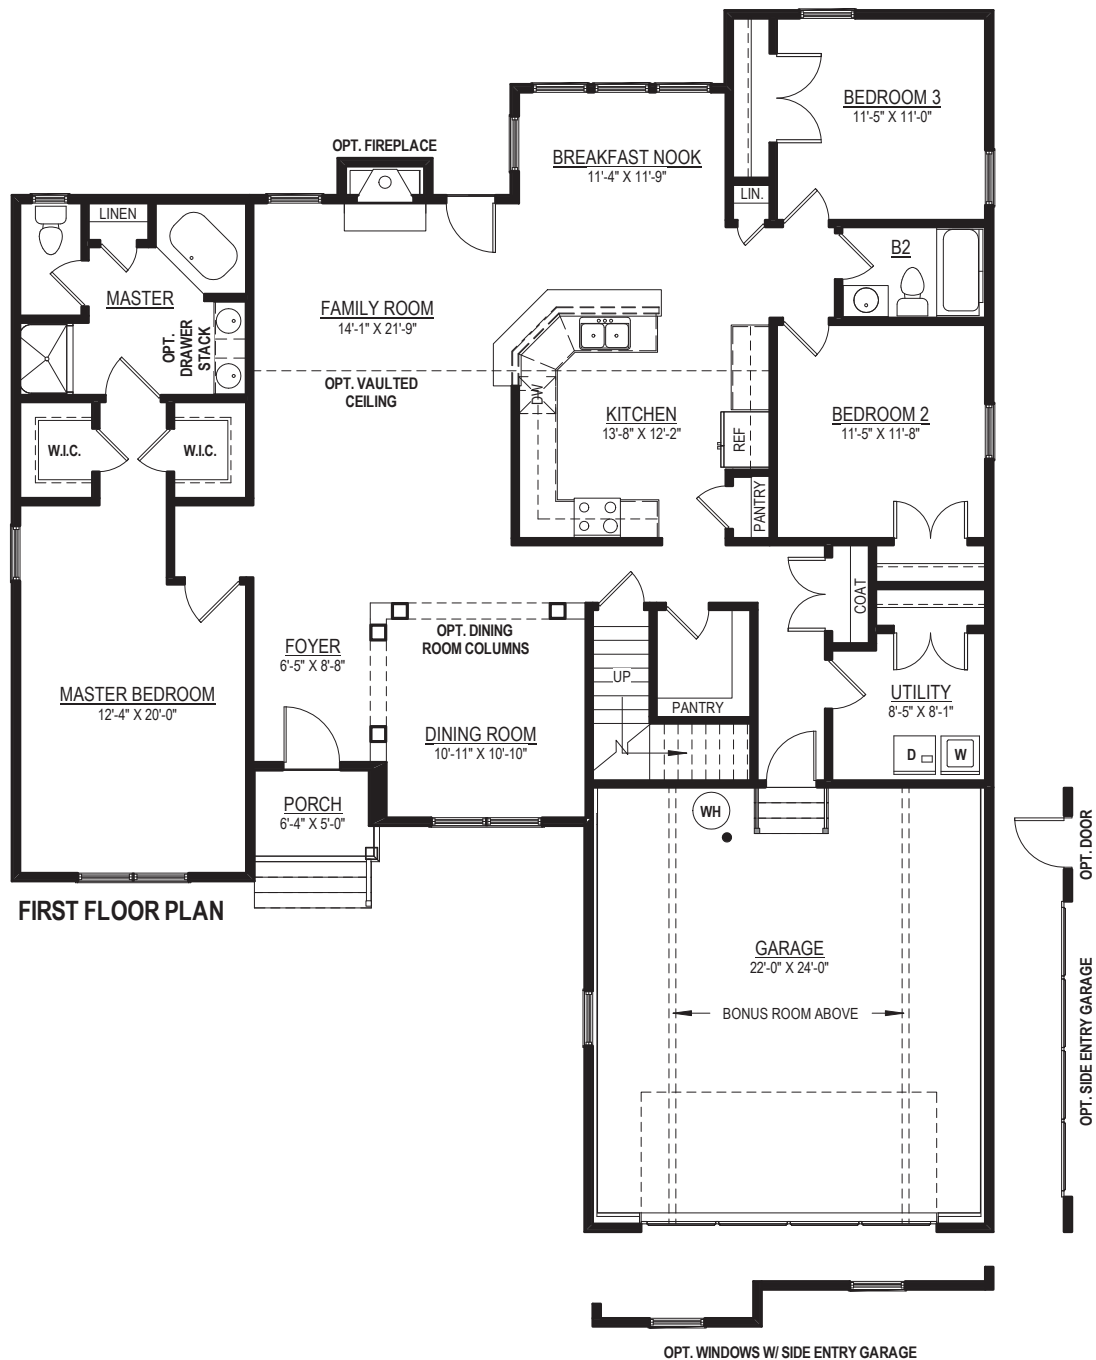 BEDROOM 3
11'-5" X 11'-0"
OPT. FIREPLACE
BREAKFAST NOOK
11'-4" X 11'-9"
LIN.
LINEN
B2
MASTER
FAMILY ROOM
14'-1" X 21'-9"
OPT.
DRAWER
STACK
OPT. VAULTED
CEILING
DW
KITCHEN
13'-8" X 12'-2"
REF
BEDROOM 2
11'-5" X 11'-8"
W.I.C.
W.I.C.
PANTRY
COAT
OPT. DINING
ROOM COLUMNS
FOYER
6'-5" X 8'-8"
UP
PANTRY
MASTER BEDROOM
12'-4" X 20'-0"
UTILITY
8'-5" X 8'-1"
DINING ROOM
10'-11" X 10'-10"
D
W
PORCH
6'-4" X 5'-0"
WH
OPT. DOOR
FIRST FLOOR PLAN
GARAGE
22'-0" X 24'-0"
BONUS ROOM ABOVE
OPT. SIDE ENTRY GARAGE
OPT. WINDOWS W/ SIDE ENTRY GARAGE